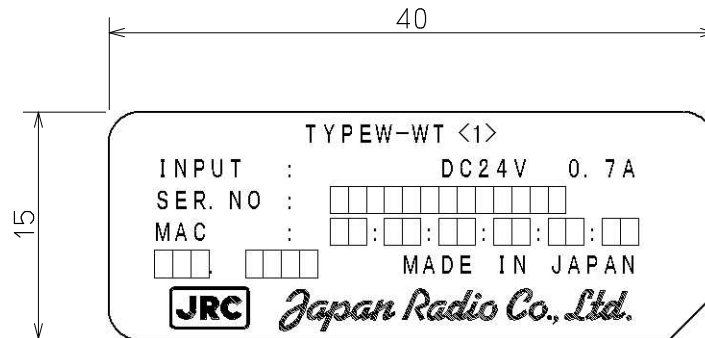 40
15
TYPEW-WT <1>
INPUT : DC24V 0.7A
SER. NO :
MAC : : : : : :
.
MADE IN JAPAN
JRC Japan Radio Co., Ltd.